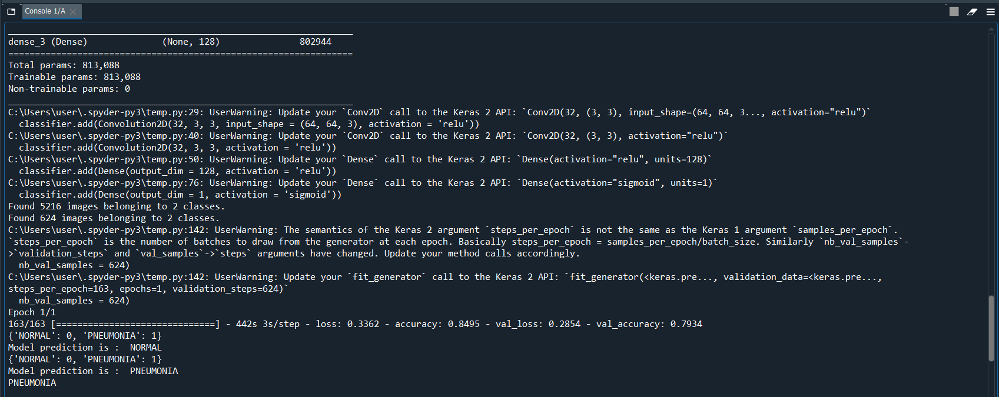 Console 1/A
dense_3 (Dense)              (None, 128)               802944
=================================================================
Total params: 813,088
Trainable params: 813,088
Non-trainable params: 0
_________________________________________________________________
C:\Users\user\.spyder-py3\temp.py:29: UserWarning: Update your `Conv2D` call to the Keras 2 API: `Conv2D(32, (3, 3), input_shape=(64, 64, 3..., activation="relu")`
  classifier.add(Convolution2D(32, 3, 3, input_shape = (64, 64, 3), activation = 'relu'))
C:\Users\user\.spyder-py3\temp.py:40: UserWarning: Update your `Conv2D` call to the Keras 2 API: `Conv2D(32, (3, 3), activation="relu")`
  classifier.add(Convolution2D(32, 3, 3, activation = 'relu'))
C:\Users\user\.spyder-py3\temp.py:50: UserWarning: Update your `Dense` call to the Keras 2 API: `Dense(activation="relu", units=128)`
  classifier.add(Dense(output_dim = 128, activation = 'relu'))
C:\Users\user\.spyder-py3\temp.py:76: UserWarning: Update your `Dense` call to the Keras 2 API: `Dense(activation="sigmoid", units=1)`
  classifier.add(Dense(output_dim = 1, activation = 'sigmoid'))
Found 5216 images belonging to 2 classes.
Found 624 images belonging to 2 classes.
C:\Users\user\.spyder-py3\temp.py:142: UserWarning: The semantics of the Keras 2 argument `steps_per_epoch` is not the same as the Keras 1 argument `samples_per_epoch`.
`steps_per_epoch` is the number of batches to draw from the generator at each epoch. Basically steps_per_epoch = samples_per_epoch/batch_size. Similarly `nb_val_samples`-
>`validation_steps` and `val_samples`->`steps` arguments have changed. Update your method calls accordingly.
  nb_val_samples = 624)
C:\Users\user\.spyder-py3\temp.py:142: UserWarning: Update your `fit_generator` call to the Keras 2 API: `fit_generator(<keras.pre..., validation_data=<keras.pre...,
steps_per_epoch=163, epochs=1, validation_steps=624)`
  nb_val_samples = 624)
Epoch 1/1
163/163 [==============================] - 442s 3s/step - loss: 0.3362 - accuracy: 0.8495 - val_loss: 0.2854 - val_accuracy: 0.7934
{'NORMAL': 0, 'PNEUMONIA': 1}
Model prediction is :  NORMAL
{'NORMAL': 0, 'PNEUMONIA': 1}
Model prediction is :  PNEUMONIA
PNEUMONIA